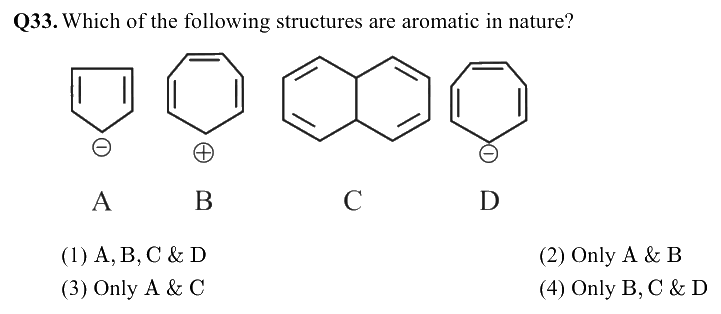 Q33. Which of the following structures are aromatic in nature?
⊖ ⊕ ⊖
A B C D
(1) A, B, C & D (2) Only A & B
(3) Only A & C (4) Only B, C & D